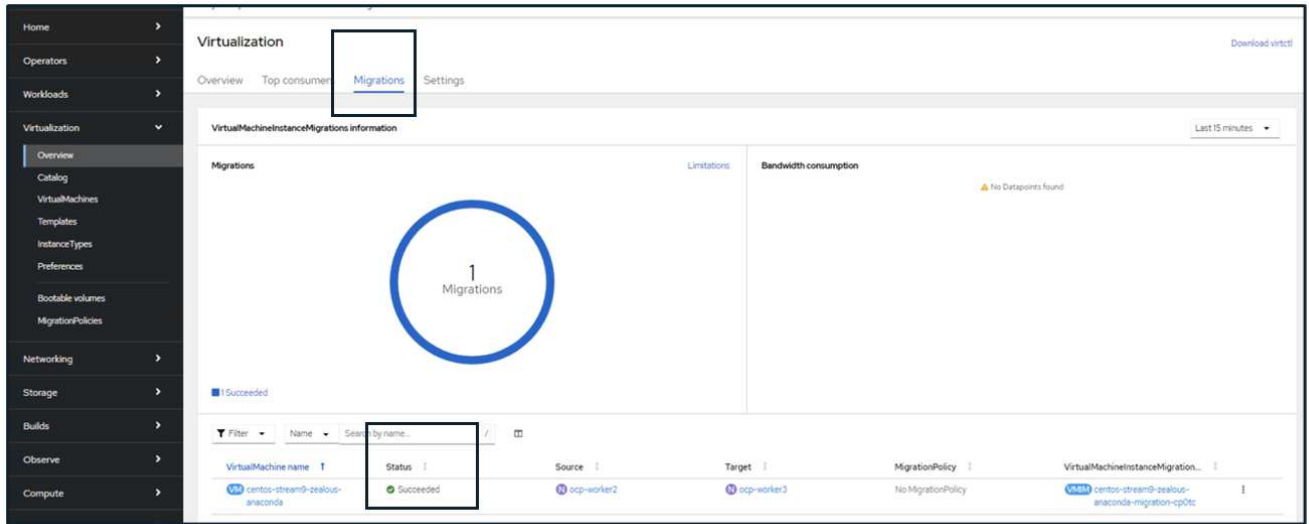 Home
Operators
Workloads
Virtualization
Overview
Catalog
VirtualMachines
Templates
InstanceTypes
Preferences
Bootable volumes
MigrationPolicies
Networking
Storage
Builds
Observe
Compute
Virtualization
Download virtctl
Overview Top consumers Migrations Settings
VirtualMachineInstanceMigrations information
Last 15 minutes
Migrations
Limitations
1
Migrations
1 Succeeded
Bandwidth consumption
No Datapoints found
Filter Name Search by name... /
VirtualMachine name Status Source Target MigrationPolicy VirtualMachineInstanceMigration...
VM centos-stream9-zealous-
anaconda
Succeeded
N ocp-worker2
N ocp-worker3
No MigrationPolicy
VMIM centos-stream9-zealous-
anaconda-migration-cp0tc